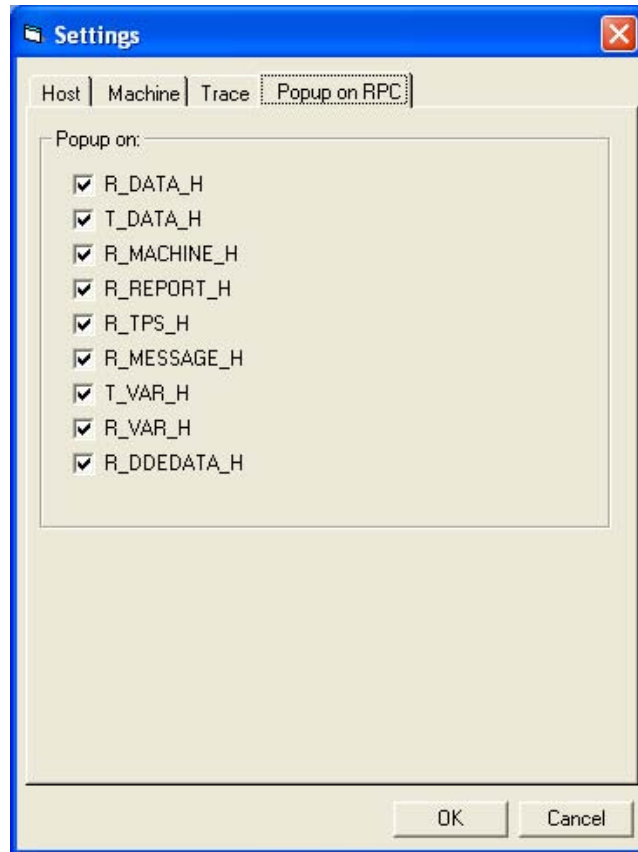 Settings
Host Machine Trace Popup on RPC
Popup on:
R_DATA_H
T_DATA_H
R_MACHINE_H
R_REPORT_H
R_TPS_H
R_MESSAGE_H
T_VAR_H
R_VAR_H
R_DDEDATA_H
OK Cancel